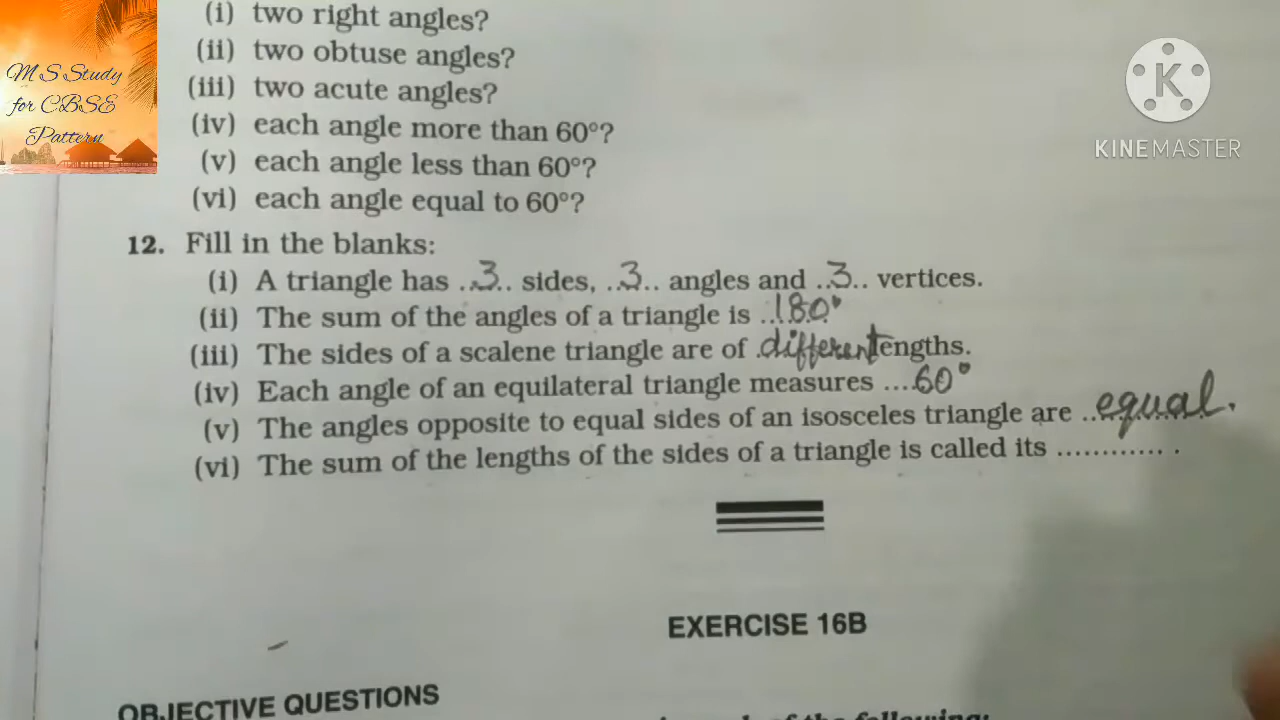 M S Study
for CBSE
Pattern
K
KINEMASTER
(i) two right angles?
(ii) two obtuse angles?
(iii) two acute angles?
(iv) each angle more than 60°?
(v) each angle less than 60°?
(vi) each angle equal to 60°?
12. Fill in the blanks:
(i) A triangle has ..3.. sides, ..3.. angles and ..3.. vertices.
(ii) The sum of the angles of a triangle is ..180°
(iii) The sides of a scalene triangle are of .different lengths.
(iv) Each angle of an equilateral triangle measures ....60°
(v) The angles opposite to equal sides of an isosceles triangle are ..equal.
(vi) The sum of the lengths of the sides of a triangle is called its ............ .
EXERCISE 16B
OBJECTIVE QUESTIONS
of the following: